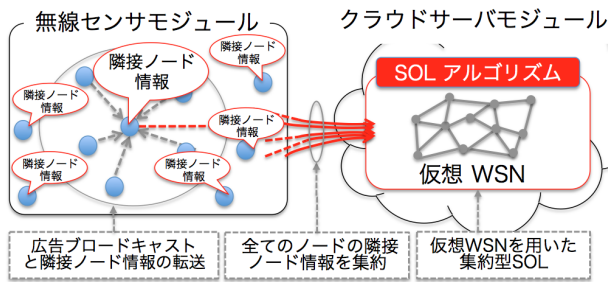 無線センサモジュール
クラウドサーバモジュール
隣接ノード
情報
隣接ノード
情報
隣接ノード
情報
隣接ノード
情報
隣接ノード
情報
隣接ノード
情報
隣接ノード
情報
SOL アルゴリズム
仮想 WSN
広告ブロードキャスト
と隣接ノード情報の転送
全てのノードの隣接
ノード情報を集約
仮想WSNを用いた
集約型SOL